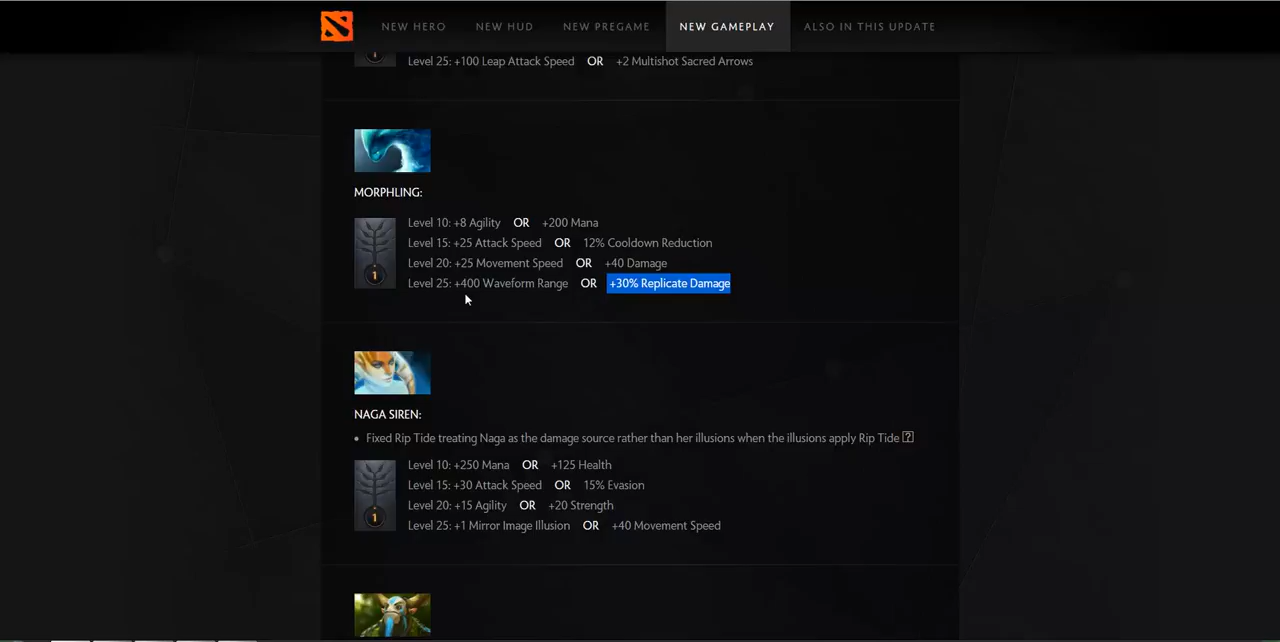 NEW HERO NEW HUD NEW PREGAME NEW GAMEPLAY ALSO IN THIS UPDATE
1 Level 25: +100 Leap Attack Speed OR +2 Multishot Sacred Arrows
MORPHLING:
Level 10: +8 Agility OR +200 Mana
Level 15: +25 Attack Speed OR 12% Cooldown Reduction
Level 20: +25 Movement Speed OR +40 Damage
1 Level 25: +400 Waveform Range OR +30% Replicate Damage
NAGA SIREN:
• Fixed Rip Tide treating Naga as the damage source rather than her illusions when the illusions apply Rip Tide [?]
Level 10: +250 Mana OR +125 Health
Level 15: +30 Attack Speed OR 15% Evasion
Level 20: +15 Agility OR +20 Strength
1 Level 25: +1 Mirror Image Illusion OR +40 Movement Speed